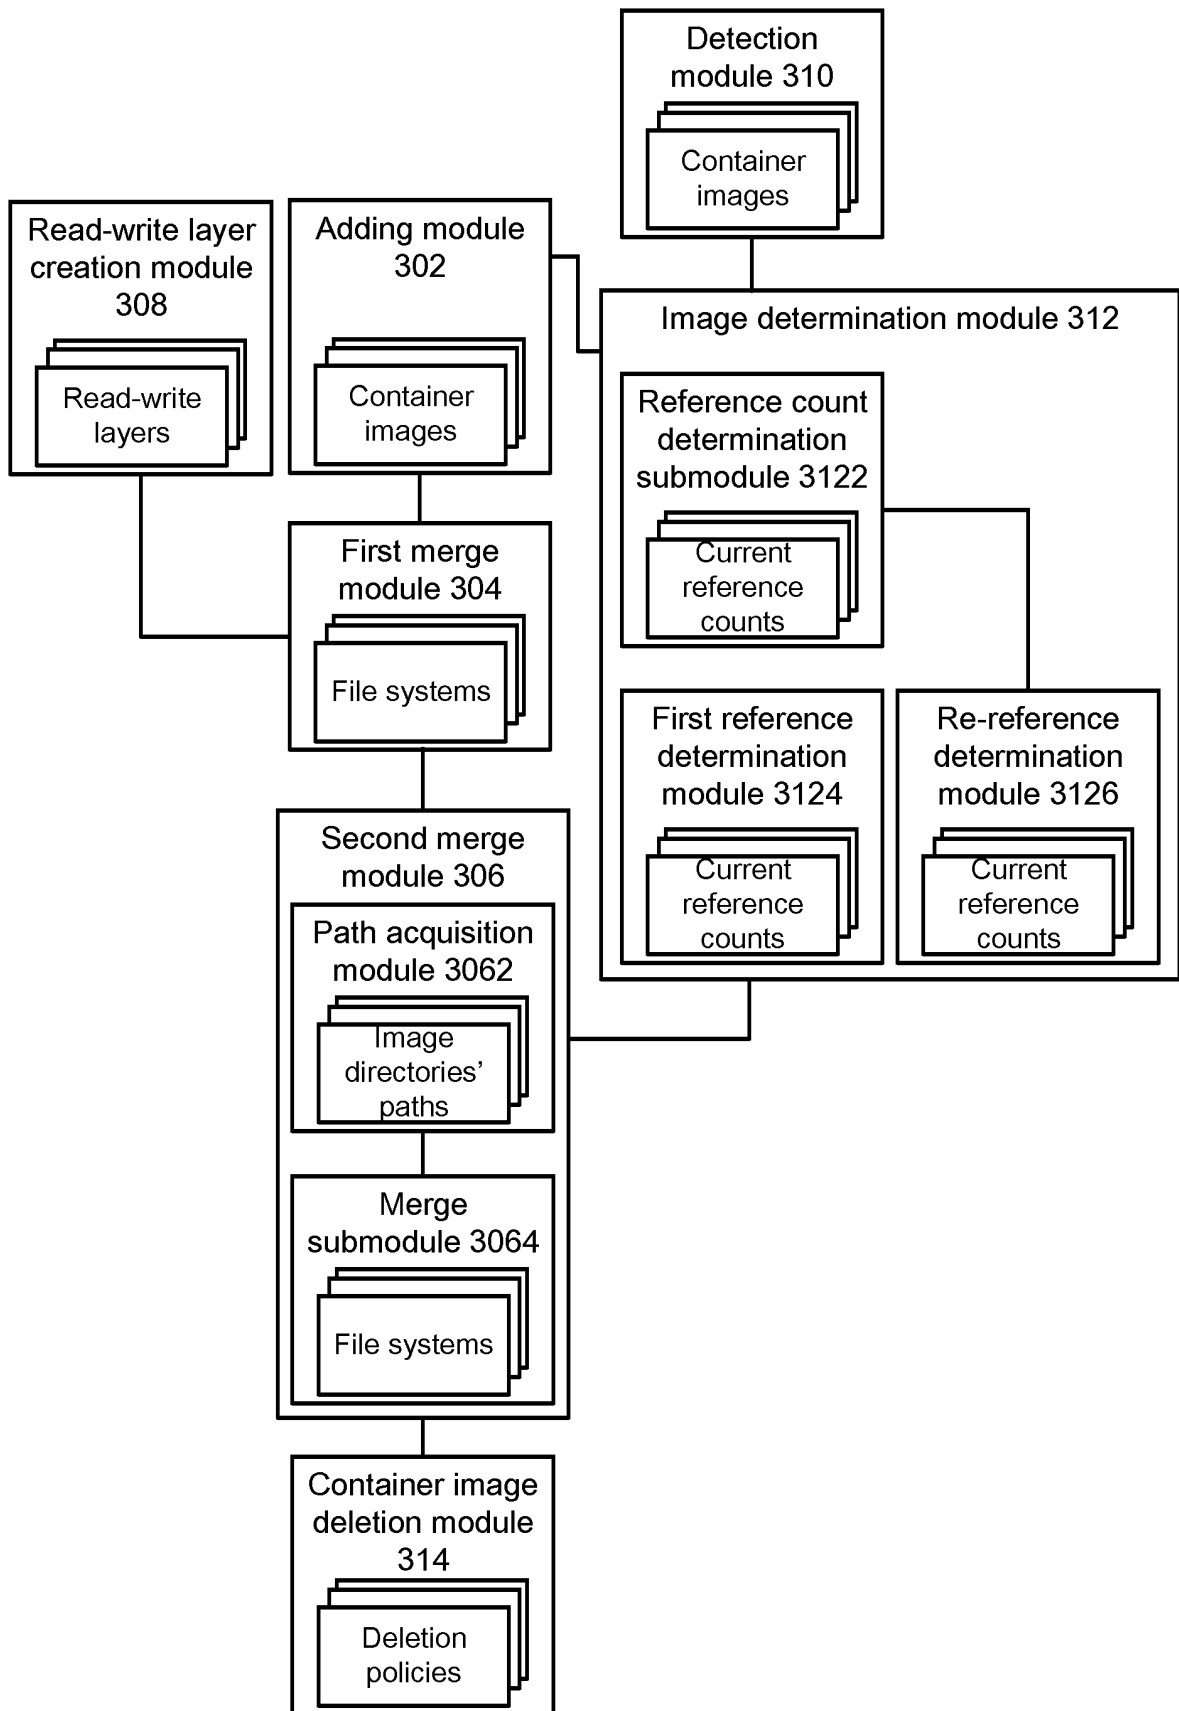 Detection
module 310
Container
images
Read-write layer
creation module
308
Read-write
layers
Adding module
302
Container
images
Image determination module 312
Reference count
determination
submodule 3122
Current
reference
counts
First merge
module 304
File systems
First reference
determination
module 3124
Current
reference
counts
Re-reference
determination
module 3126
Current
reference
counts
Second merge
module 306
Path acquisition
module 3062
Image
directories’
paths
Merge
submodule 3064
File systems
Container image
deletion module
314
Deletion
policies